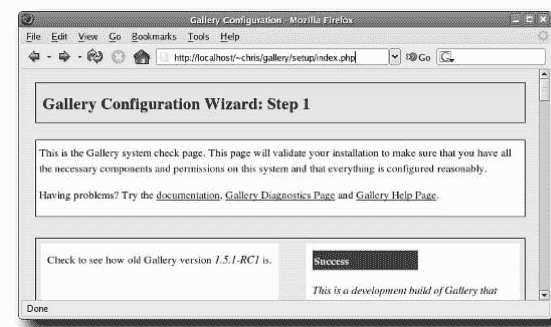 Gallery Configuration - Mozilla Firefox
File Edit View Go Bookmarks Tools Help
http://localhost/~chris/gallery/setup/index.php Go
Gallery Configuration Wizard: Step 1
This is the Gallery system check page. This page will validate your installation to make sure that you have all
the necessary components and permissions on this system and that everything is configured reasonably.
Having problems? Try the documentation, Gallery Diagnostics Page and Gallery Help Page.
Check to see how old Gallery version 1.5.1-RC1 is.
Success
This is a development build of Gallery that
Done